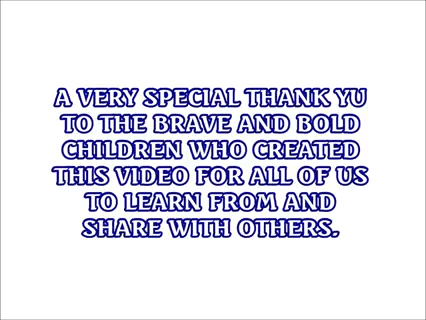 A VERY SPECIAL THANK YU
TO THE BRAVE AND BOLD
CHILDREN WHO CREATED
THIS VIDEO FOR ALL OF US
TO LEARN FROM AND
SHARE WITH OTHERS.